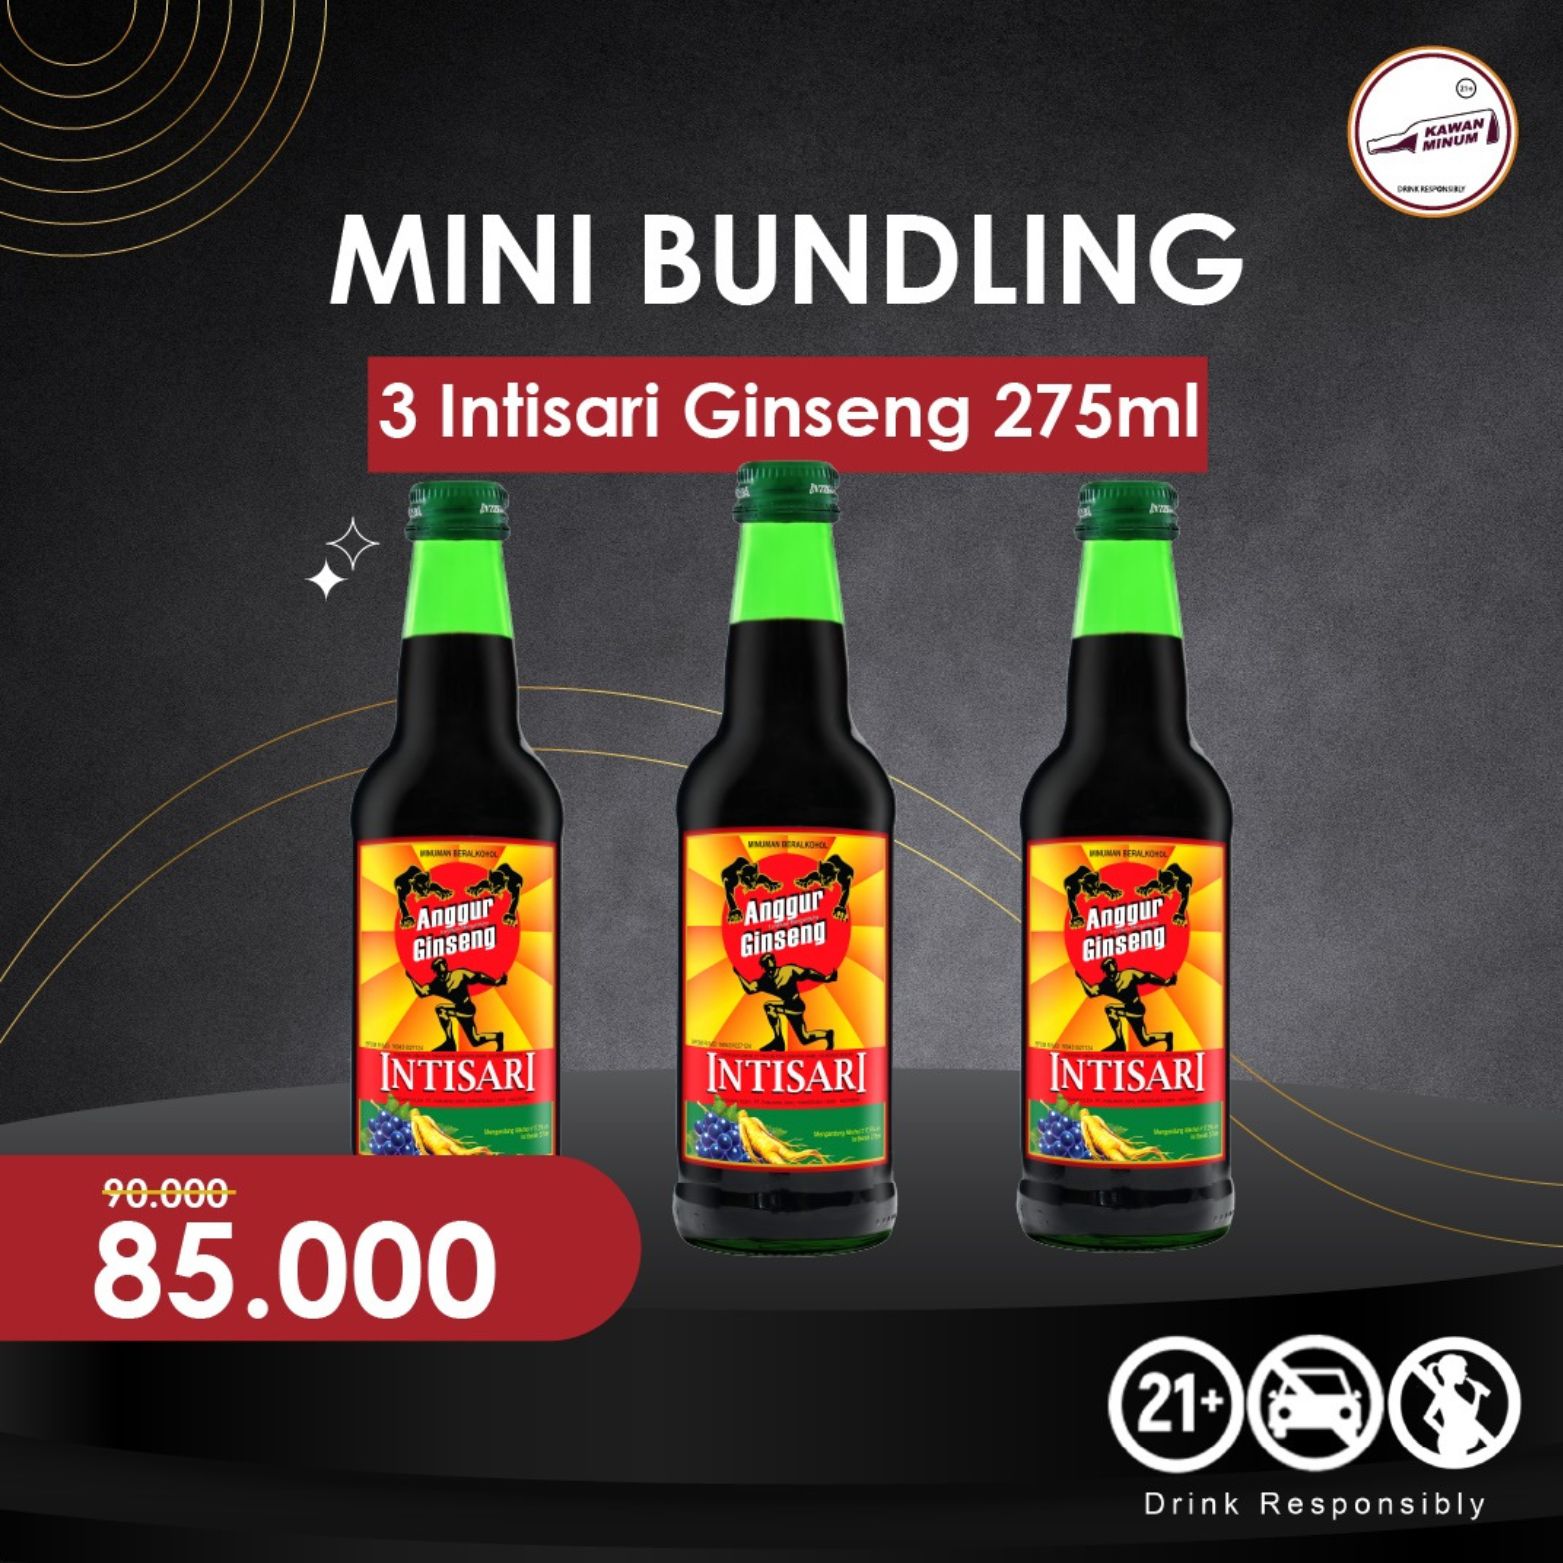 21+
KAWAN
MINUM
DRINK RESPONSIBLY
MINI BUNDLING
3 Intisari Ginseng 275ml
MINUMAN BERALKOHOL
Anggur
Ginseng
INTISARI
MINUMAN BERALKOHOL
Anggur
Ginseng
INTISARI
MINUMAN BERALKOHOL
Anggur
Ginseng
INTISARI
90.000
85.000
21+
Drink Responsibly